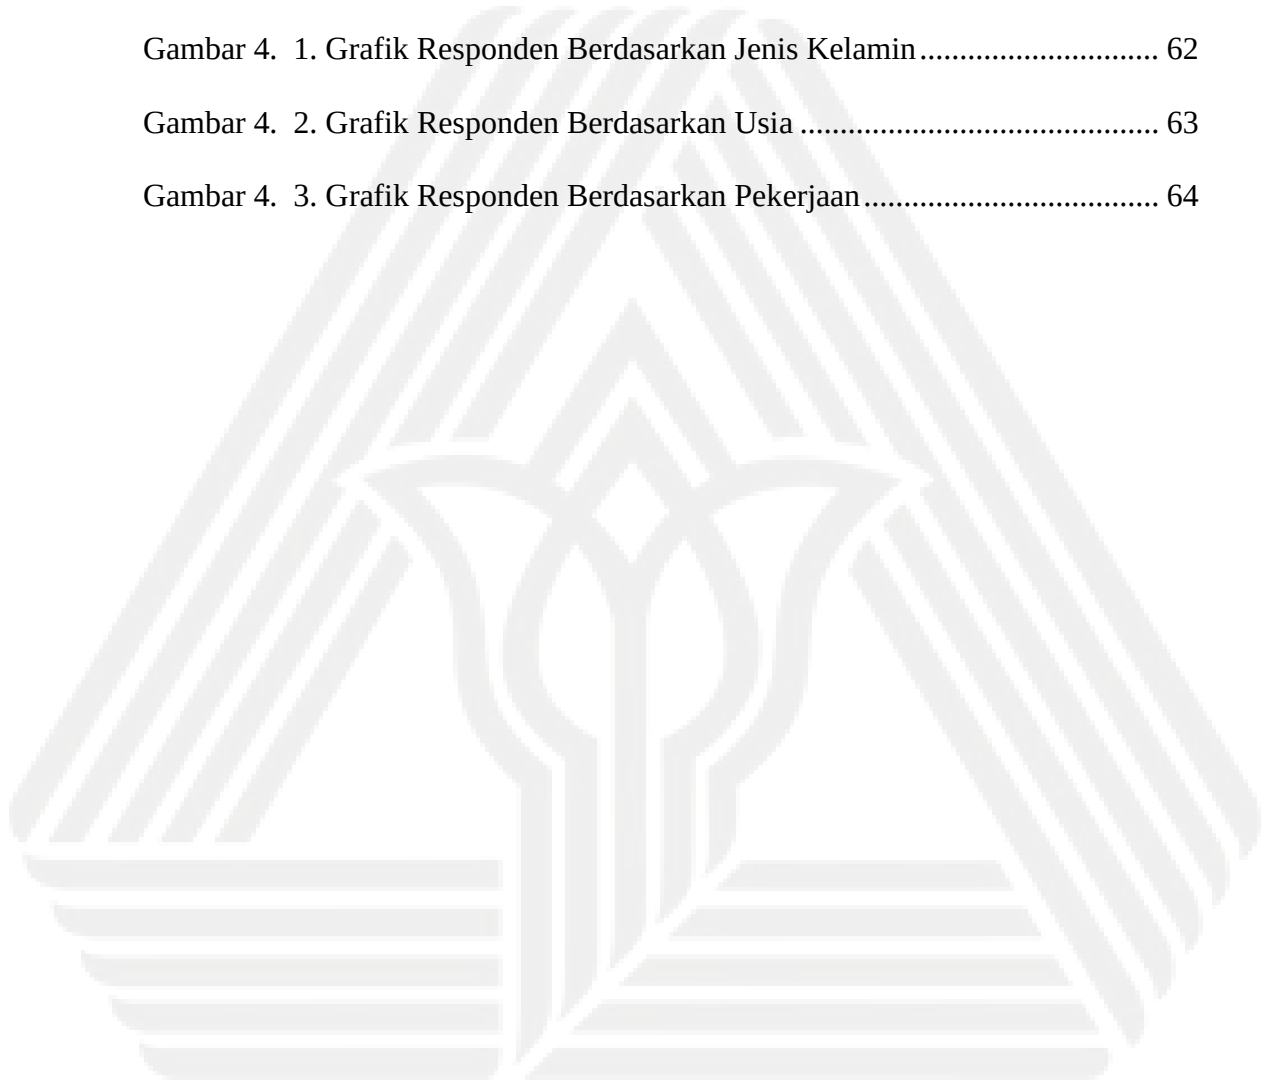 Gambar 4.  1. Grafik Responden Berdasarkan Jenis Kelamin.............................. 62
Gambar 4.  2. Grafik Responden Berdasarkan Usia ............................................. 63
Gambar 4.  3. Grafik Responden Berdasarkan Pekerjaan..................................... 64